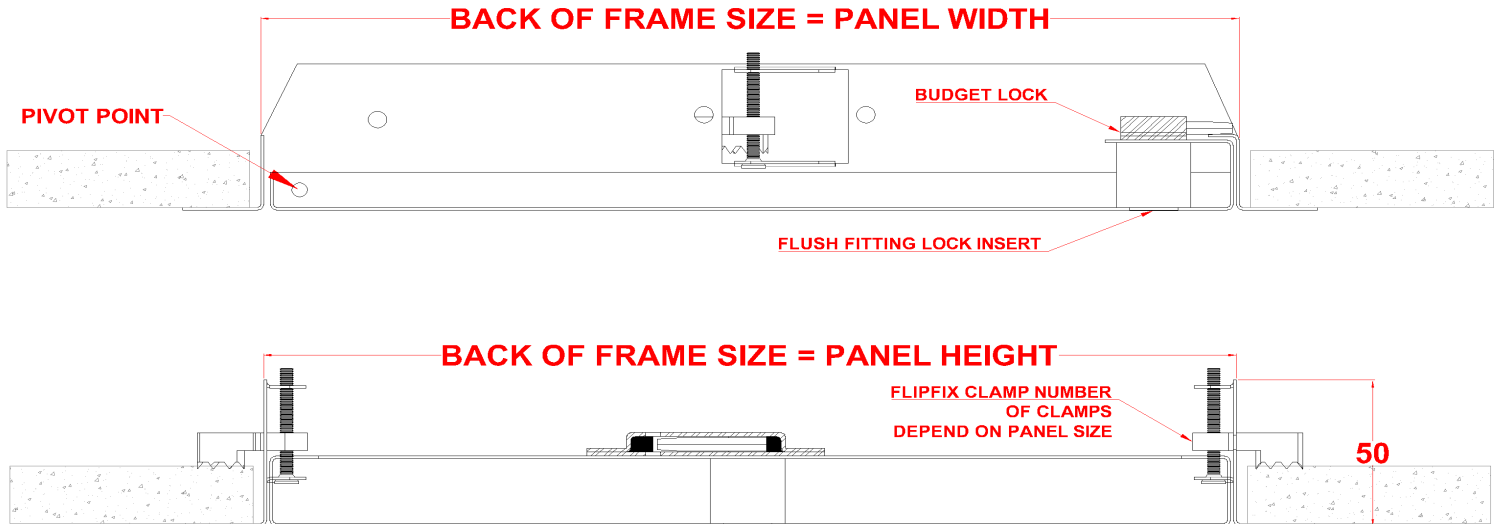 BACK OF FRAME SIZE = PANEL WIDTH
BUDGET LOCK
PIVOT POINT
FLUSH FITTING LOCK INSERT
BACK OF FRAME SIZE = PANEL HEIGHT
FLIPFIX CLAMP NUMBER
OF CLAMPS
DEPEND ON PANEL SIZE
50